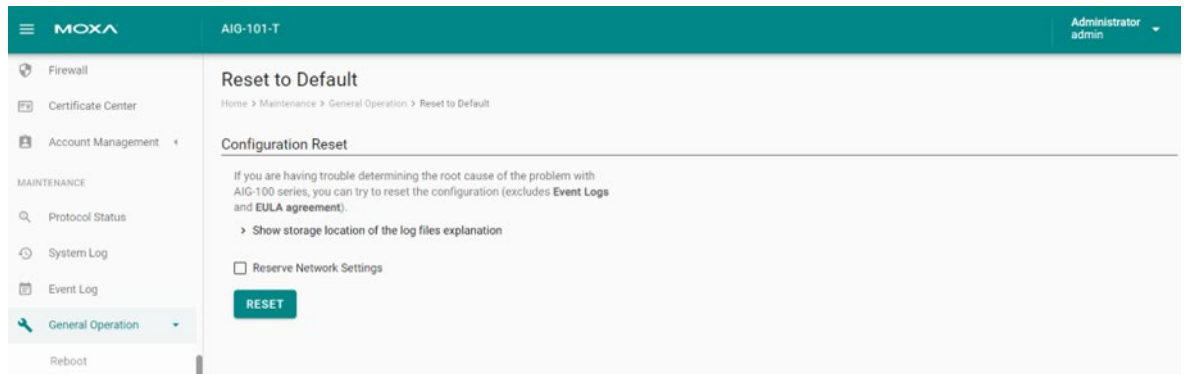 MOXA
AIG-101-T
Administrator
admin
Firewall
Certificate Center
Account Management
MAINTENANCE
Protocol Status
System Log
Event Log
General Operation
Reboot
Reset to Default
Home > Maintenance > General Operation > Reset to Default
Configuration Reset
If you are having trouble determining the root cause of the problem with
AIG-100 series, you can try to reset the configuration (excludes Event Logs
and EULA agreement).
> Show storage location of the log files explanation
Reserve Network Settings
RESET